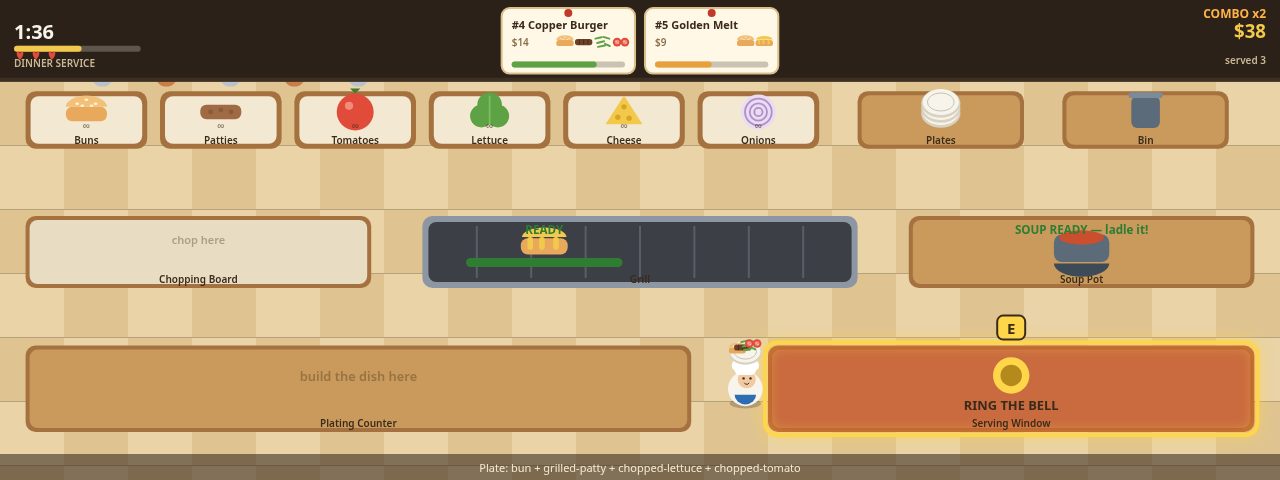 1:36
DINNER SERVICE
#4 Copper Burger
$14
#5 Golden Melt
$9
COMBO x2
$38
served 3
∞
Buns
∞
Patties
∞
Tomatoes
∞
Lettuce
∞
Cheese
∞
Onions
Plates
Bin
chop here
Chopping Board
READY
Grill
SOUP READY — ladle it!
Soup Pot
E
build the dish here
Plating Counter
RING THE BELL
Serving Window
Plate: bun + grilled-patty + chopped-lettuce + chopped-tomato